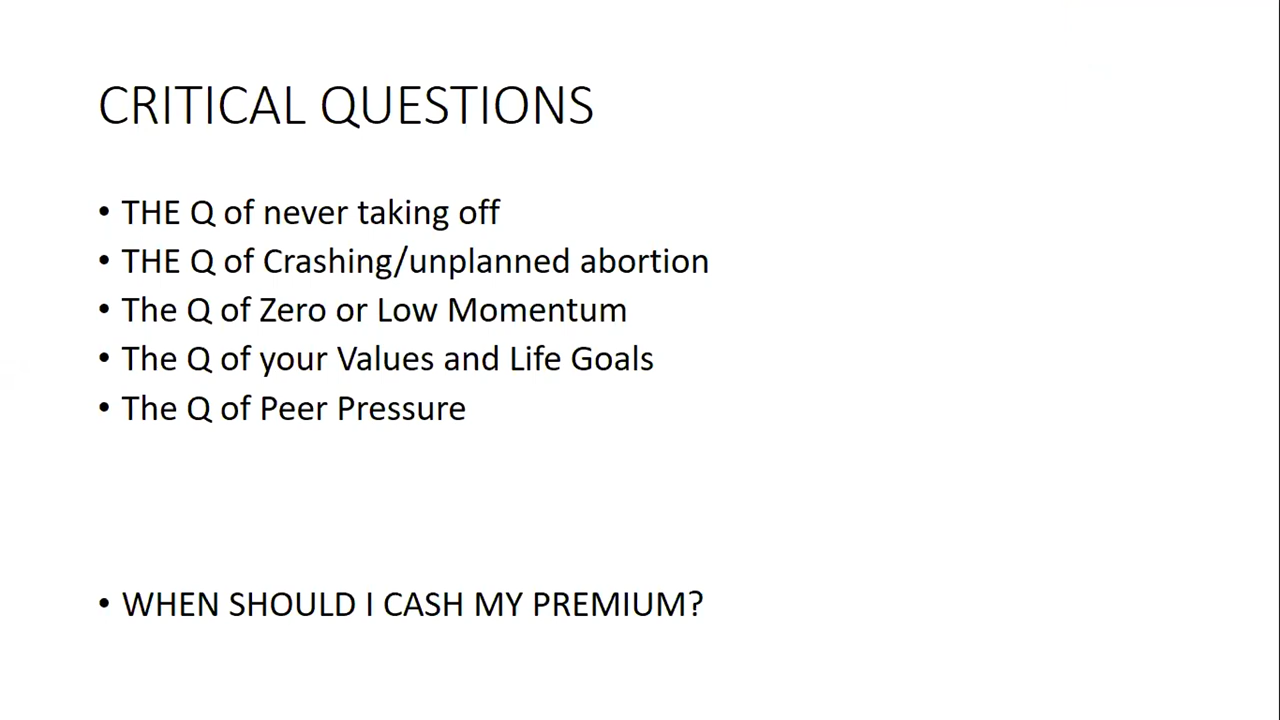 CRITICAL QUESTIONS
• THE Q of never taking off
• THE Q of Crashing/unplanned abortion
• The Q of Zero or Low Momentum
• The Q of your Values and Life Goals
• The Q of Peer Pressure
• WHEN SHOULD I CASH MY PREMIUM?